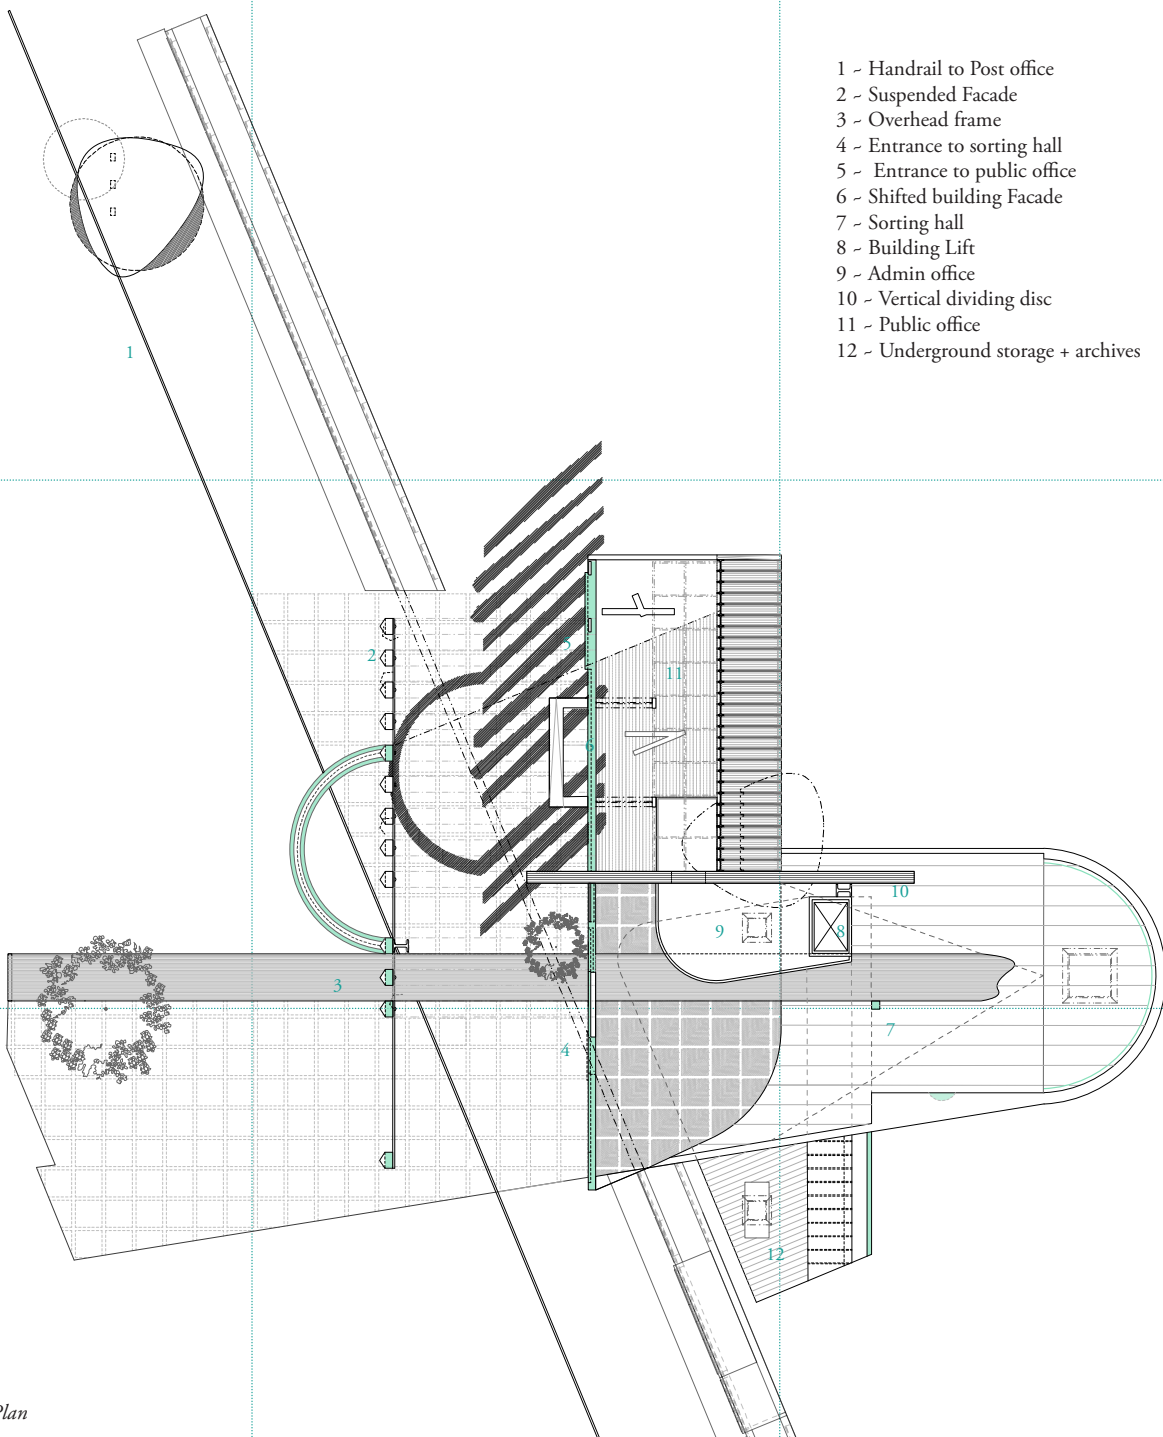 1 ~ Handrail to Post office
2 ~ Suspended Facade
3 ~ Overhead frame
4 ~ Entrance to sorting hall
5 ~  Entrance to public office
6 ~ Shifted building Facade
7 ~ Sorting hall
8 ~ Building Lift
9 ~ Admin office
10 ~ Vertical dividing disc
11 ~ Public office
12 ~ Underground storage + archives
1
5
2
11
6
10
9
8
3
7
4
12
Plan